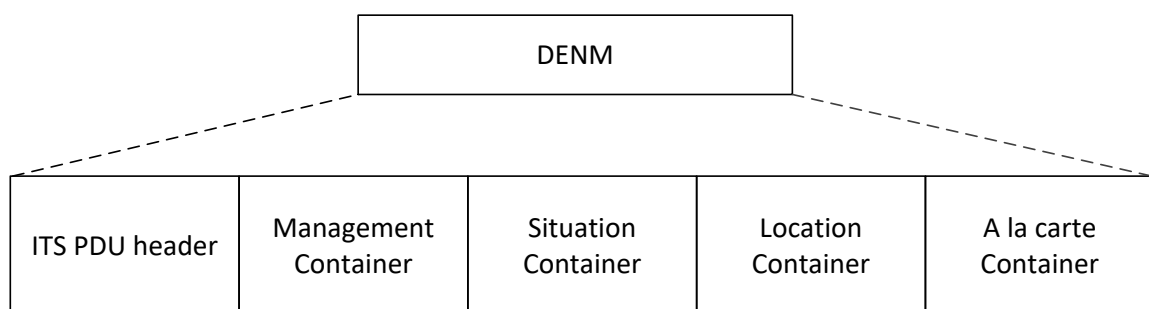 DENM
ITS PDU header
Management
Container
Situation
Container
Location
Container
A la carte
Container